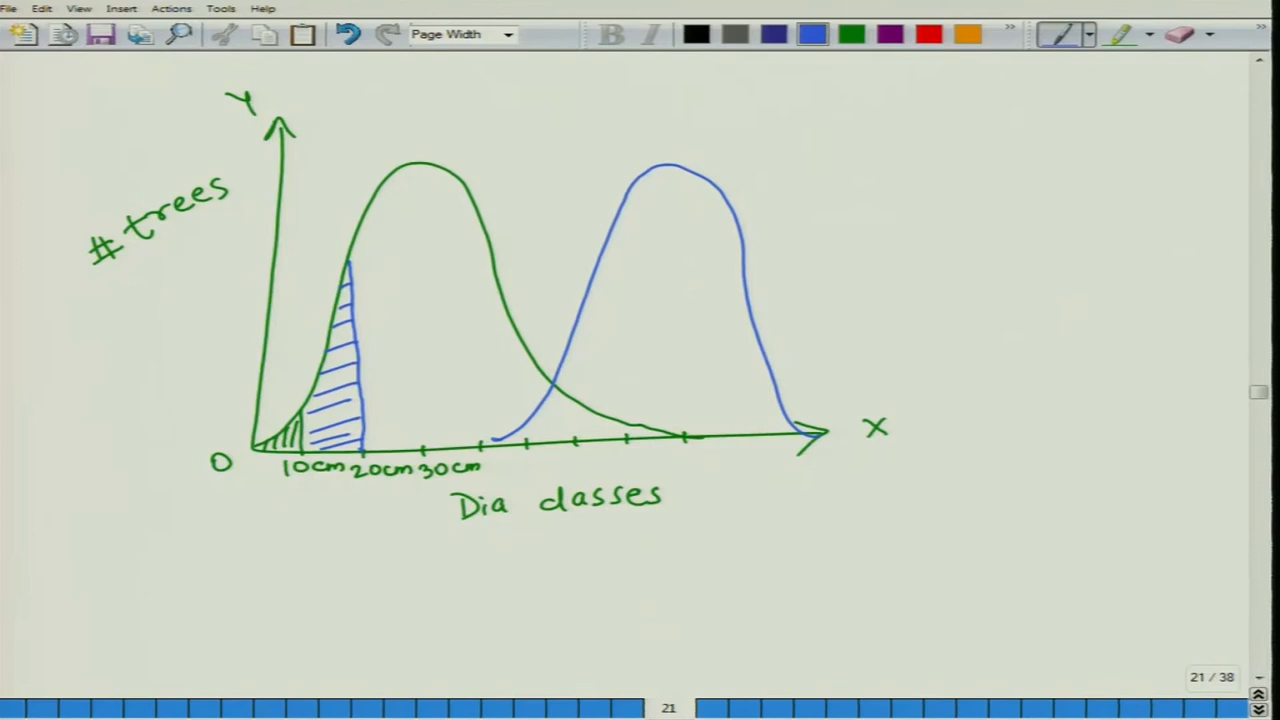 File Edit View Insert Actions Tools Help
Page Width B I
Y
# trees
X
0
10cm 20cm 30cm
Dia classes
21 / 38
21